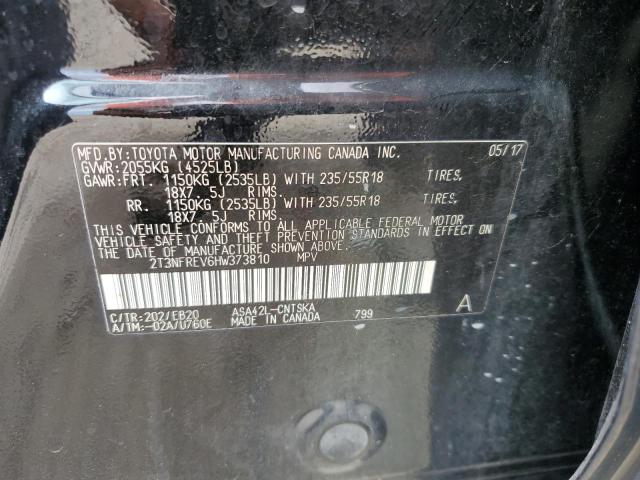 MFD.BY:TOYOTA MOTOR MANUFACTURING CANADA INC. 05/17
GVWR:2055KG (4525LB)
GAWR:FRT. 1150KG (2535LB) WITH 235/55R18 TIRES,
18X7. 5J RIMS.
RR. 1150KG (2535LB) WITH 235/55R18 TIRES,
18X7. 5J RIMS.
THIS VEHICLE CONFORMS TO ALL APPLICABLE FEDERAL MOTOR
VEHICLE SAFETY AND THEFT PREVENTION STANDARDS IN EFFECT ON
THE DATE OF MANUFACTURE SHOWN ABOVE.
2T3NFREV6HW373810 MPV
A
C/TR:202/EB20 ASA42L-CNTSKA 799
A/TM:-02A/U760E MADE IN CANADA